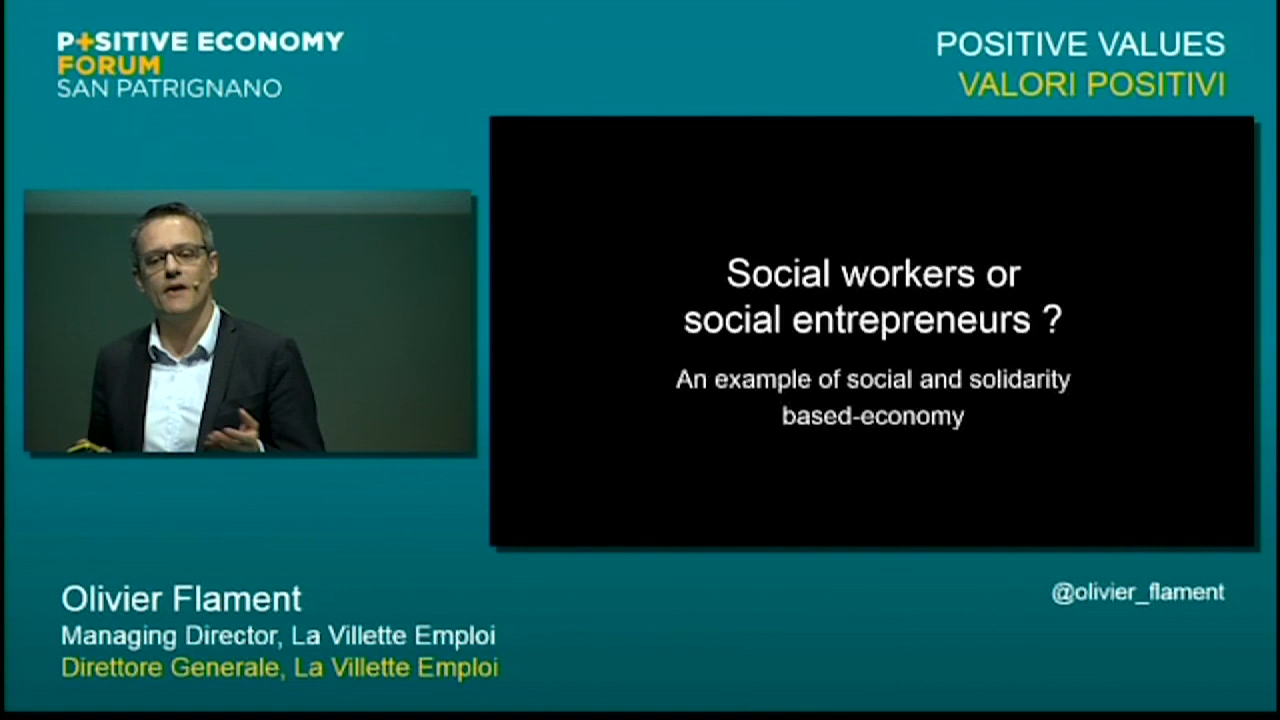 P+SITIVE ECONOMY
FORUM
SAN PATRIGNANO
POSITIVE VALUES
VALORI POSITIVI
Social workers or
social entrepreneurs ?
An example of social and solidarity
based-economy
Olivier Flament
Managing Director, La Villette Emploi
Direttore Generale, La Villette Emploi
@olivier_flament